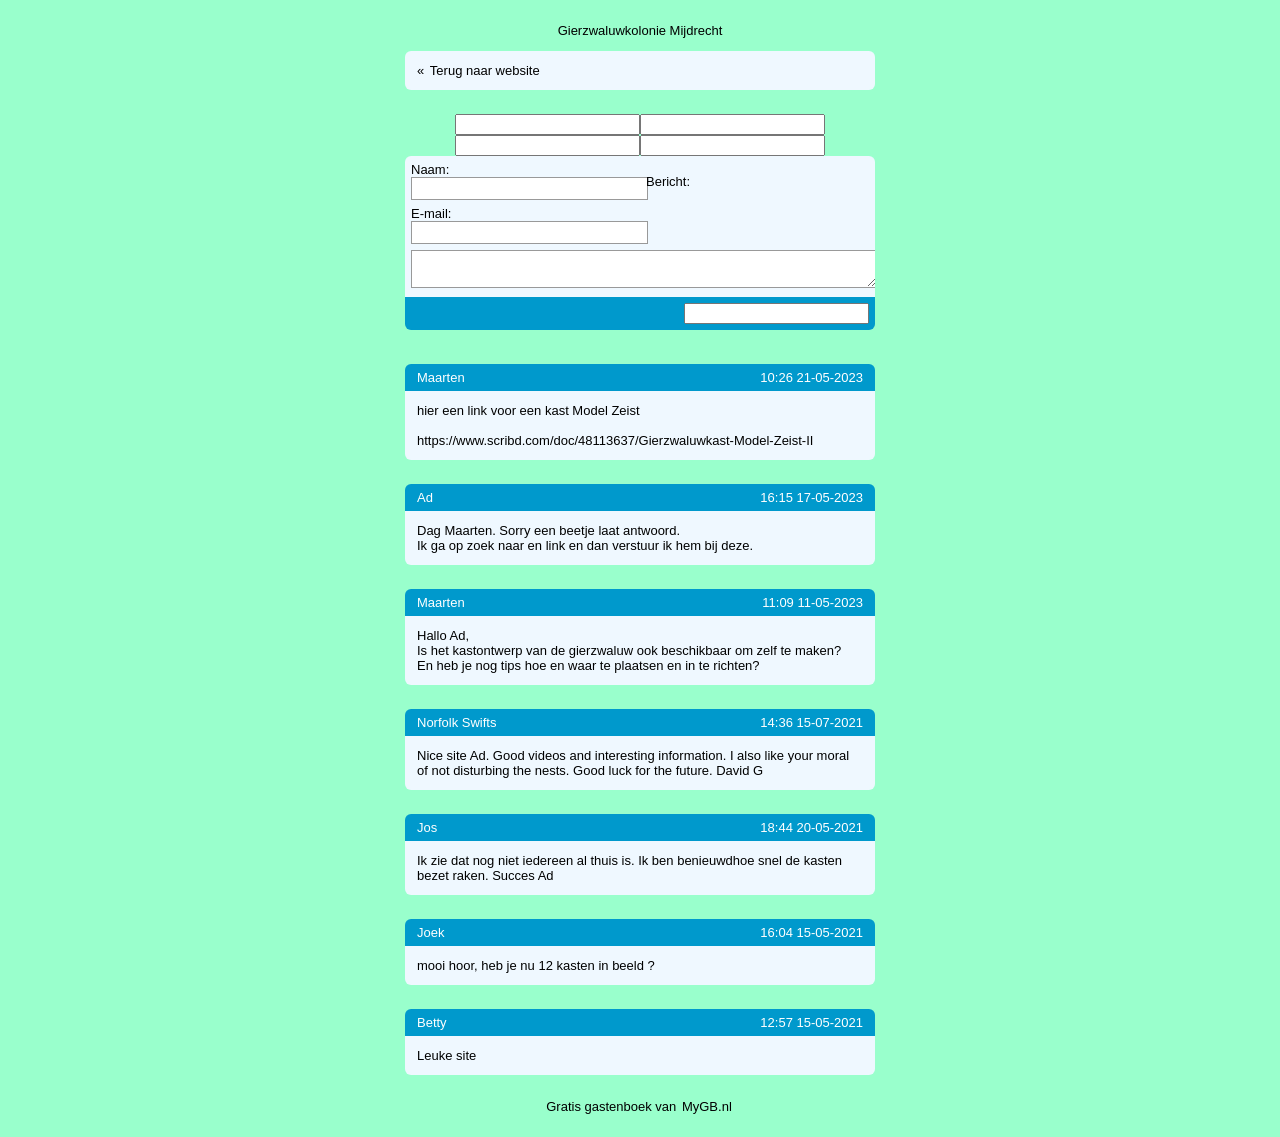 Gierzwaluwkolonie Mijdrecht
« Terug naar website
Naam:
Bericht:
E-mail:
Maarten 10:26 21-05-2023
hier een link voor een kast Model Zeist
https://www.scribd.com/doc/48113637/Gierzwaluwkast-Model-Zeist-II
Ad 16:15 17-05-2023
Dag Maarten. Sorry een beetje laat antwoord.
Ik ga op zoek naar en link en dan verstuur ik hem bij deze.
Maarten 11:09 11-05-2023
Hallo Ad,
Is het kastontwerp van de gierzwaluw ook beschikbaar om zelf te maken?
En heb je nog tips hoe en waar te plaatsen en in te richten?
Norfolk Swifts 14:36 15-07-2021
Nice site Ad. Good videos and interesting information. I also like your moral
of not disturbing the nests. Good luck for the future. David G
Jos 18:44 20-05-2021
Ik zie dat nog niet iedereen al thuis is. Ik ben benieuwdhoe snel de kasten
bezet raken. Succes Ad
Joek 16:04 15-05-2021
mooi hoor, heb je nu 12 kasten in beeld ?
Betty 12:57 15-05-2021
Leuke site
Gratis gastenboek van MyGB.nl